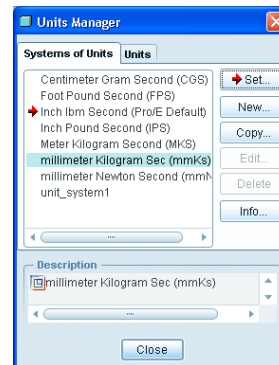 Units Manager
Systems of Units Units
Centimeter Gram Second (CGS)
Foot Pound Second (FPS)
Inch lbm Second (Pro/E Default)
Inch Pound Second (IPS)
Meter Kilogram Second (MKS)
millimeter Kilogram Sec (mmKs)
millimeter Newton Second (mmN
unit_system1
Set...
New...
Copy...
Edit...
Delete
Info...
Description
millimeter Kilogram Sec (mmKs)
Close